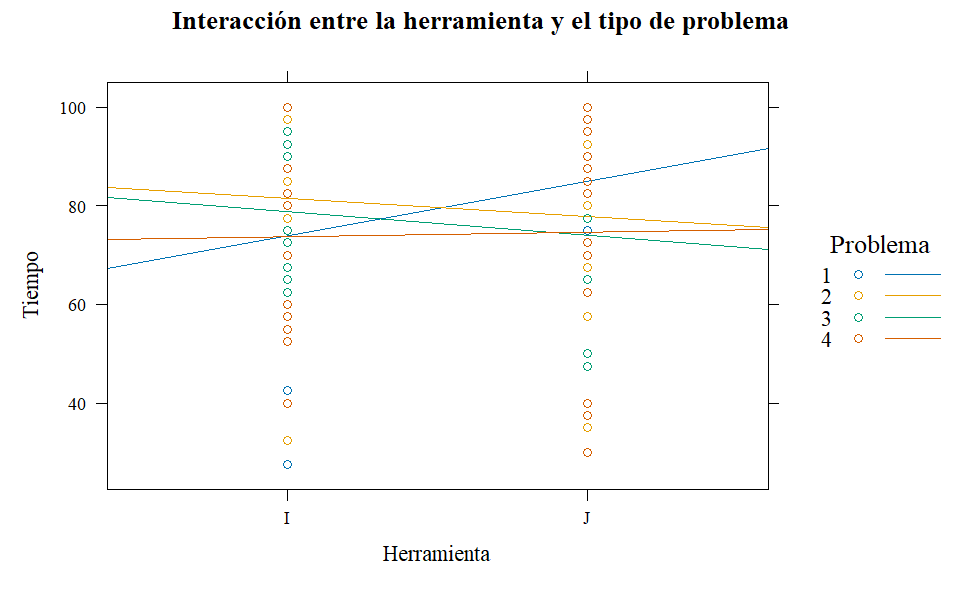 Interacción entre la herramienta y el tipo de problema
100
80
60
40
Tiempo
I
J
Herramienta
Problema
1
2
3
4